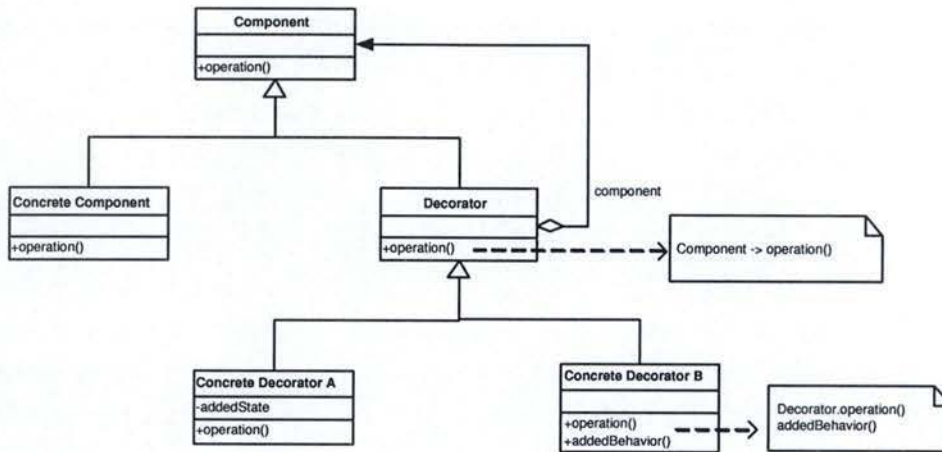 Component
+operation()
Concrete Component
+operation()
Decorator
+operation()
component
Component -> operation()
Concrete Decorator A
-addedState
+operation()
Concrete Decorator B
+operation()
+addedBehavior()
Decorator.operation()
addedBehavior()